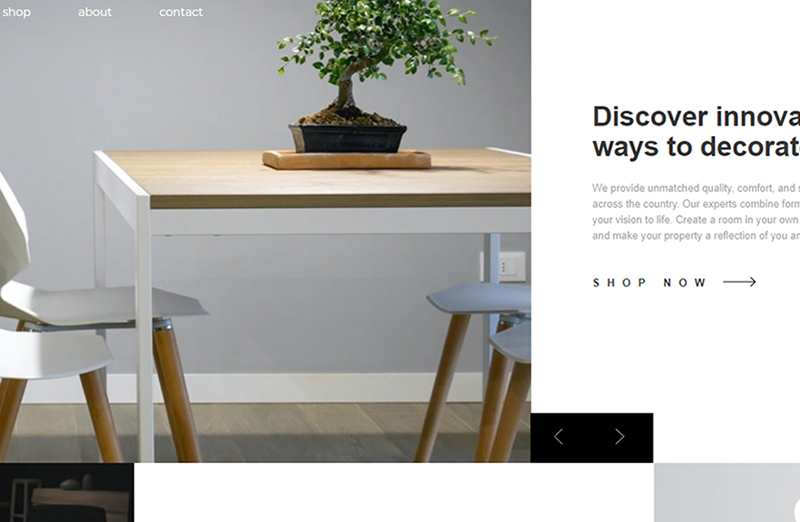 shop about contact
Discover innova
ways to decorat
We provide unmatched quality, comfort, and s
across the country. Our experts combine form
your vision to life. Create a room in your own
and make your property a reflection of you an
SHOP NOW